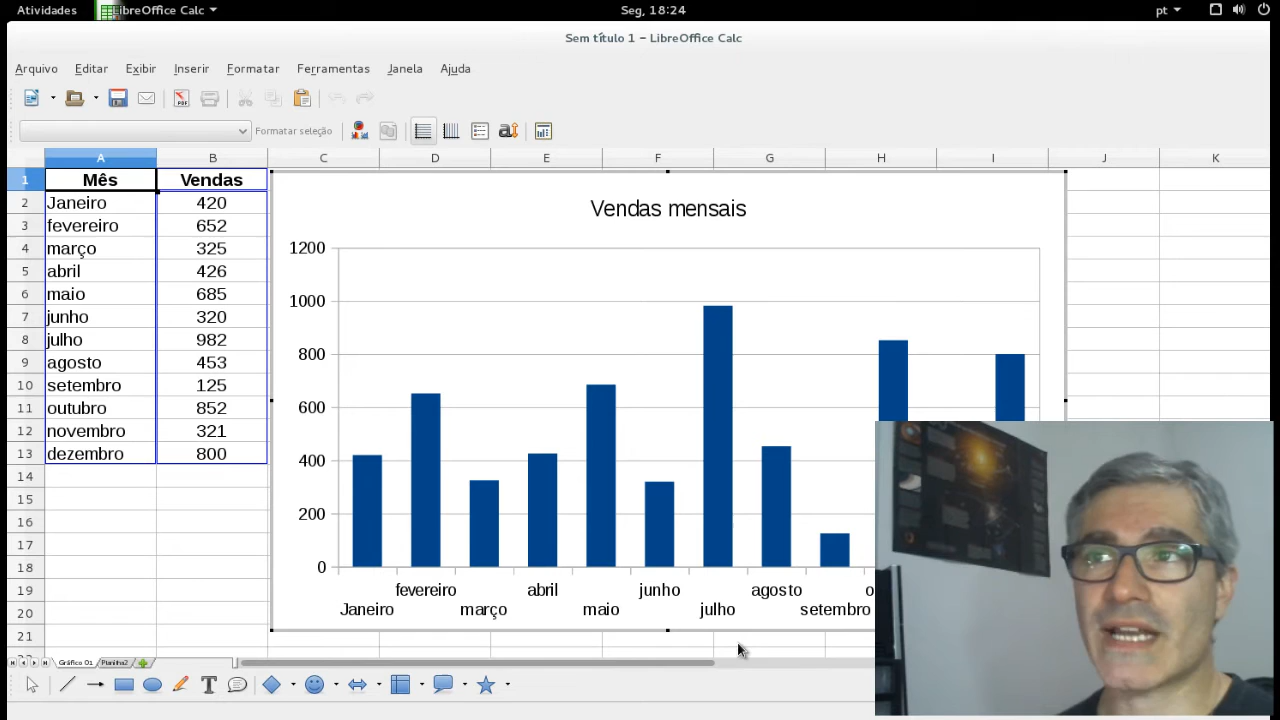 Atividades LibreOffice Calc Seg, 18:24 pt
Sem título 1 – LibreOffice Calc
Arquivo Editar Exibir Inserir Formatar Ferramentas Janela Ajuda
PDF
Formatar seleção
A B C D E F G H I J K
1 Mês Vendas
2 Janeiro 420
3 fevereiro 652
4 março 325
5 abril 426
6 maio 685
7 junho 320
8 julho 982
9 agosto 453
10 setembro 125
11 outubro 852
12 novembro 321
13 dezembro 800
14
15
16
17
18
19
20
21
Vendas mensais
1200
1000
800
600
400
200
0
fevereiro abril junho agosto o
Janeiro março maio julho setembro
Gráfico 01 Planilha2